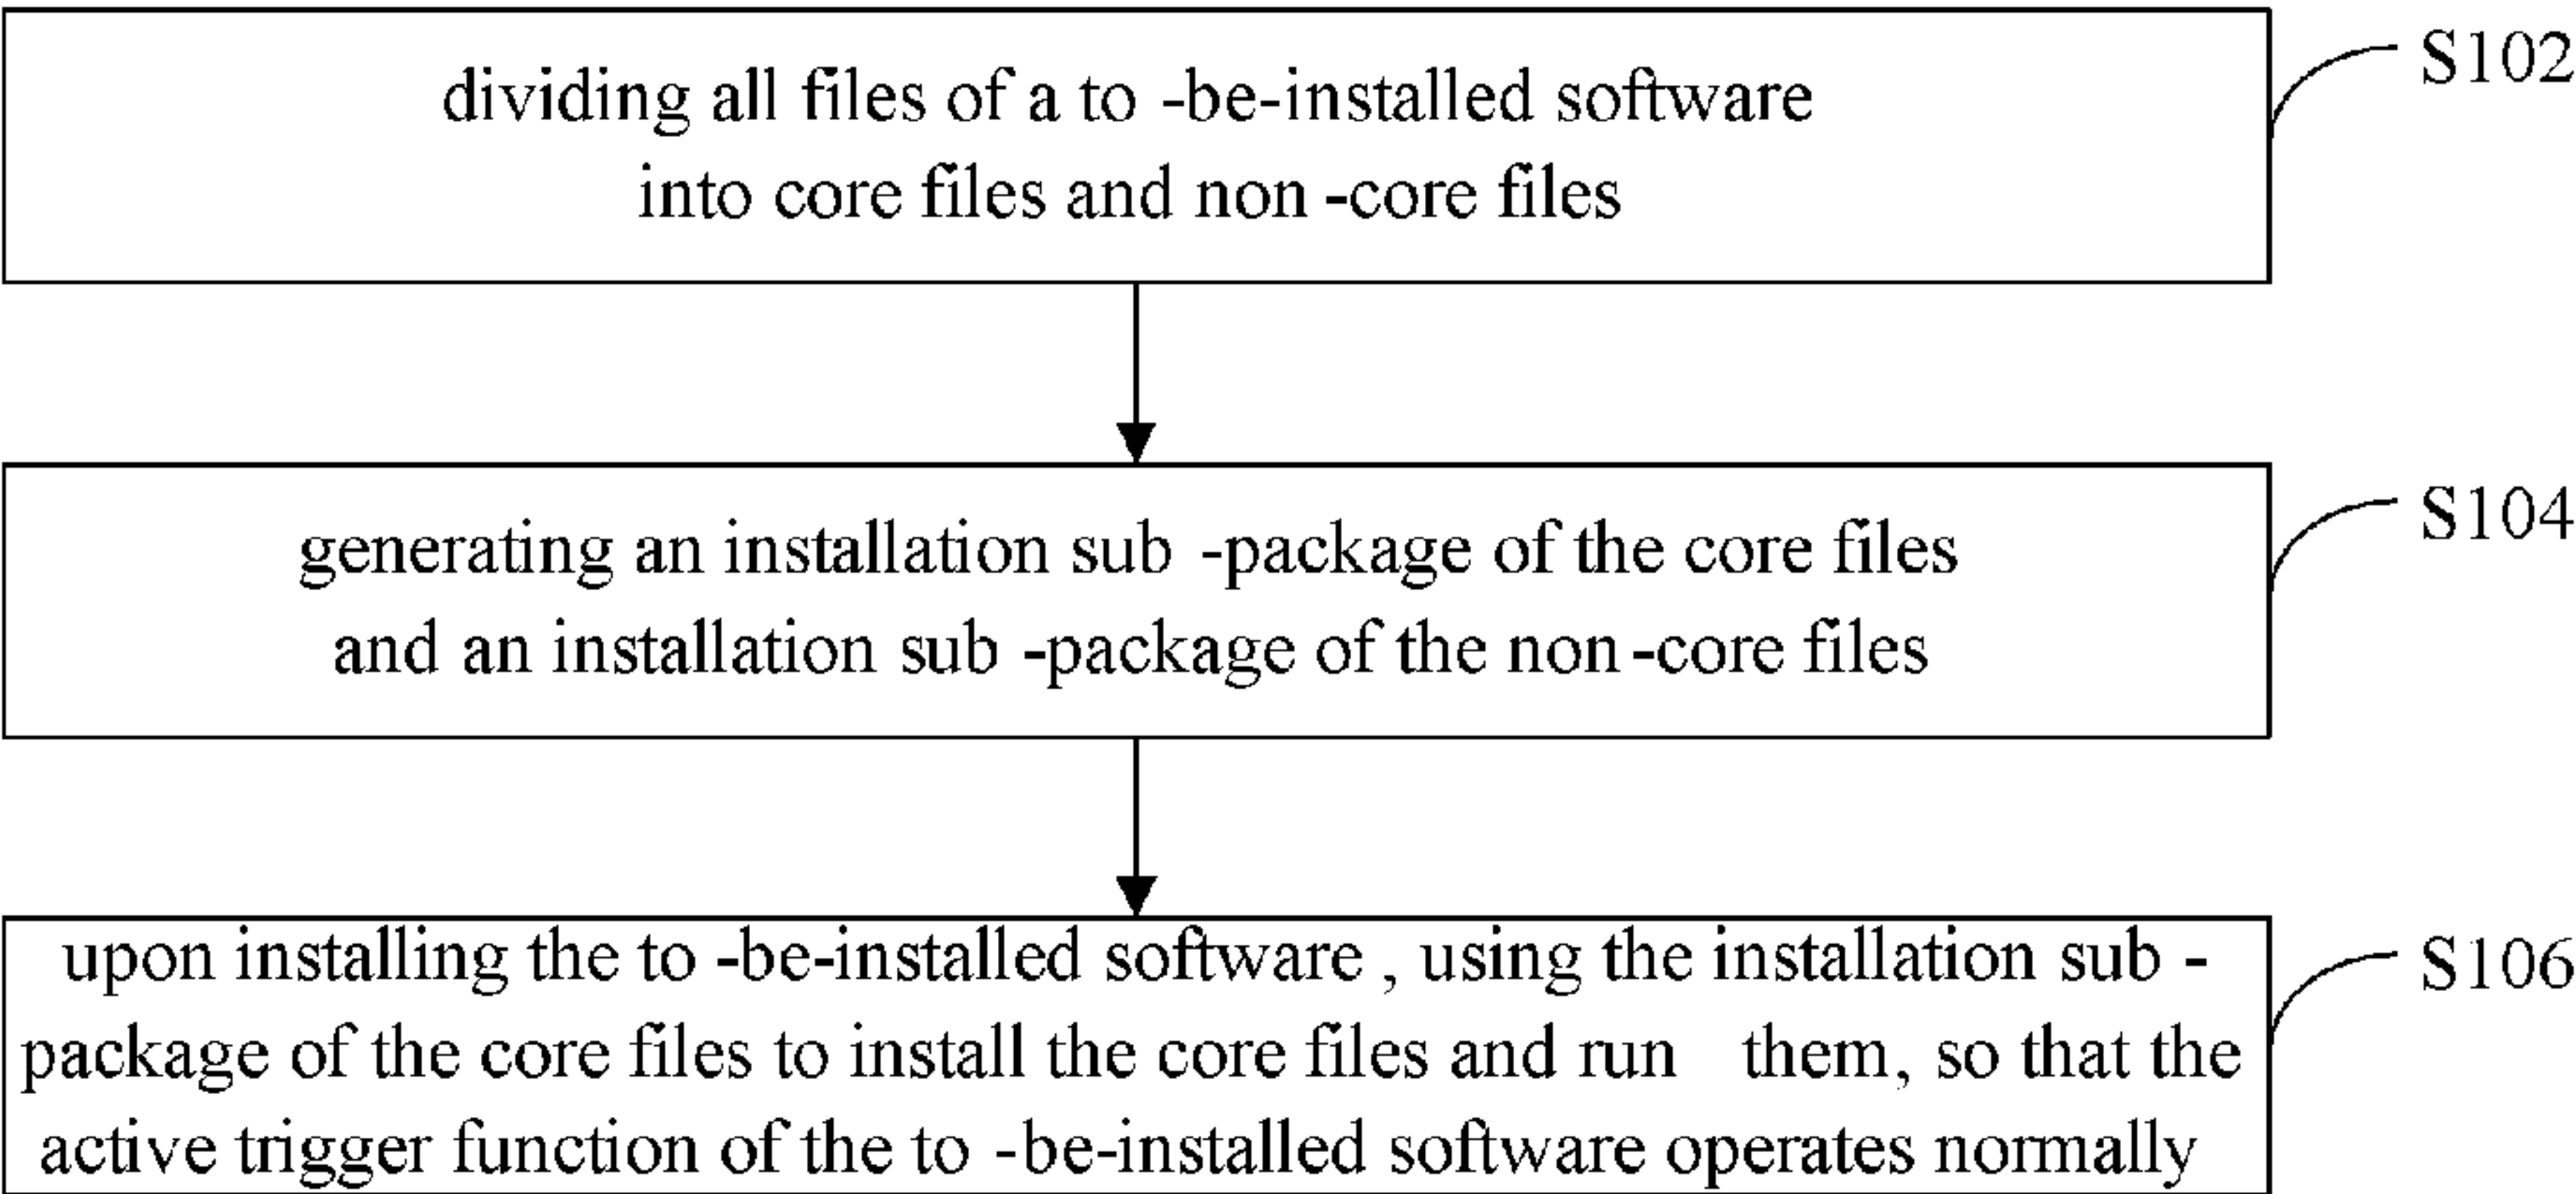 dividing all files of a to -be-installed software
into core files and non -core files
S102
generating an installation sub -package of the core files
and an installation sub -package of the non -core files
S104
upon installing the to -be-installed software , using the installation sub -
package of the core files to install the core files and run them, so that the
active trigger function of the to -be-installed software operates normally
S106